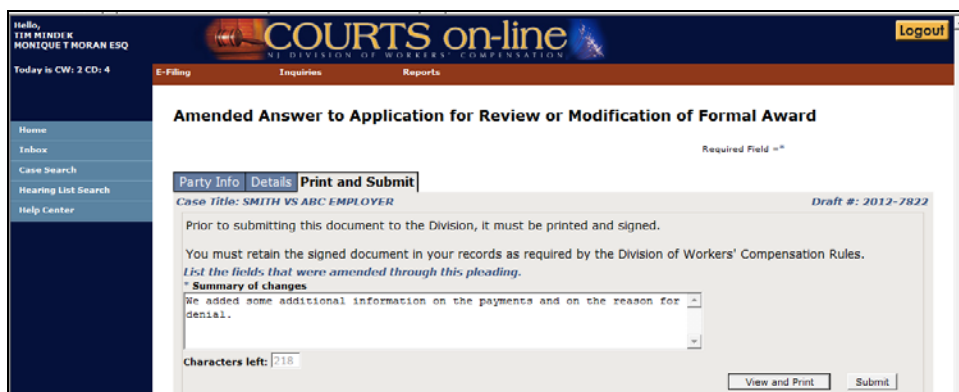 Hello,
TIM MINDEK
MONIQUE T MORAN ESQ
COURTS on-line
NJ DIVISION OF WORKERS' COMPENSATION
Logout
Today is CW: 2 CD: 4
E-Filing Inquiries Reports
Amended Answer to Application for Review or Modification of Formal Award
Required Field =*
Home
Inbox
Case Search
Hearing List Search
Help Center
Party Info Details Print and Submit
Case Title: SMITH VS ABC EMPLOYER Draft #: 2012-7822
Prior to submitting this document to the Division, it must be printed and signed.
You must retain the signed document in your records as required by the Division of Workers' Compensation Rules.
List the fields that were amended through this pleading.
* Summary of changes
We added some additional information on the payments and on the reason for
denial.
Characters left: 218
View and Print Submit